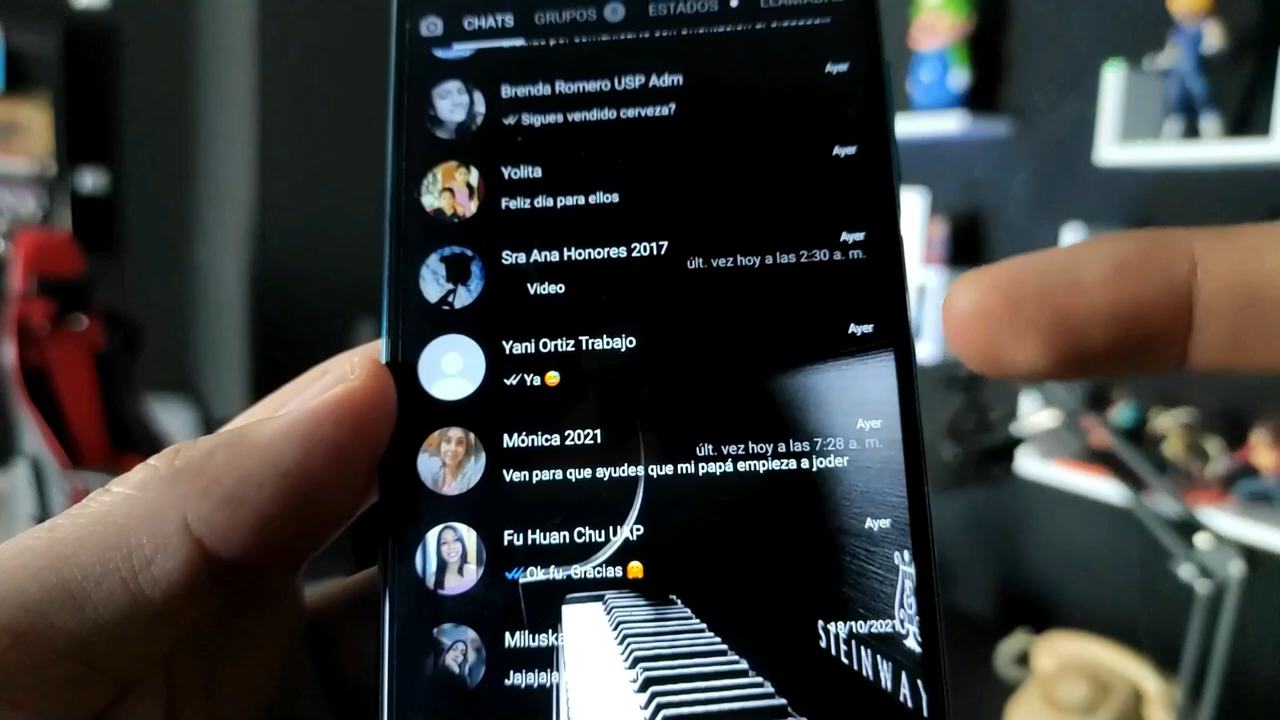 CHATS GRUPOS ESTADOS LLAMADAS
Brenda Romero USP Adm
Ayer
Sigues vendido cerveza?
Yolita
Ayer
Feliz día para ellos
Sra Ana Honores 2017
Ayer
últ. vez hoy a las 2:30 a. m.
Video
Yani Ortiz Trabajo
Ayer
Ya 😅
Mónica 2021
Ayer
últ. vez hoy a las 7:28 a. m.
Ven para que ayudes que mi papá empieza a joder
Fu Huan Chu UAP
Ayer
Ok fu. Gracias 🤗
18/10/2021
Miluska
Jajajaja
STEINWAY